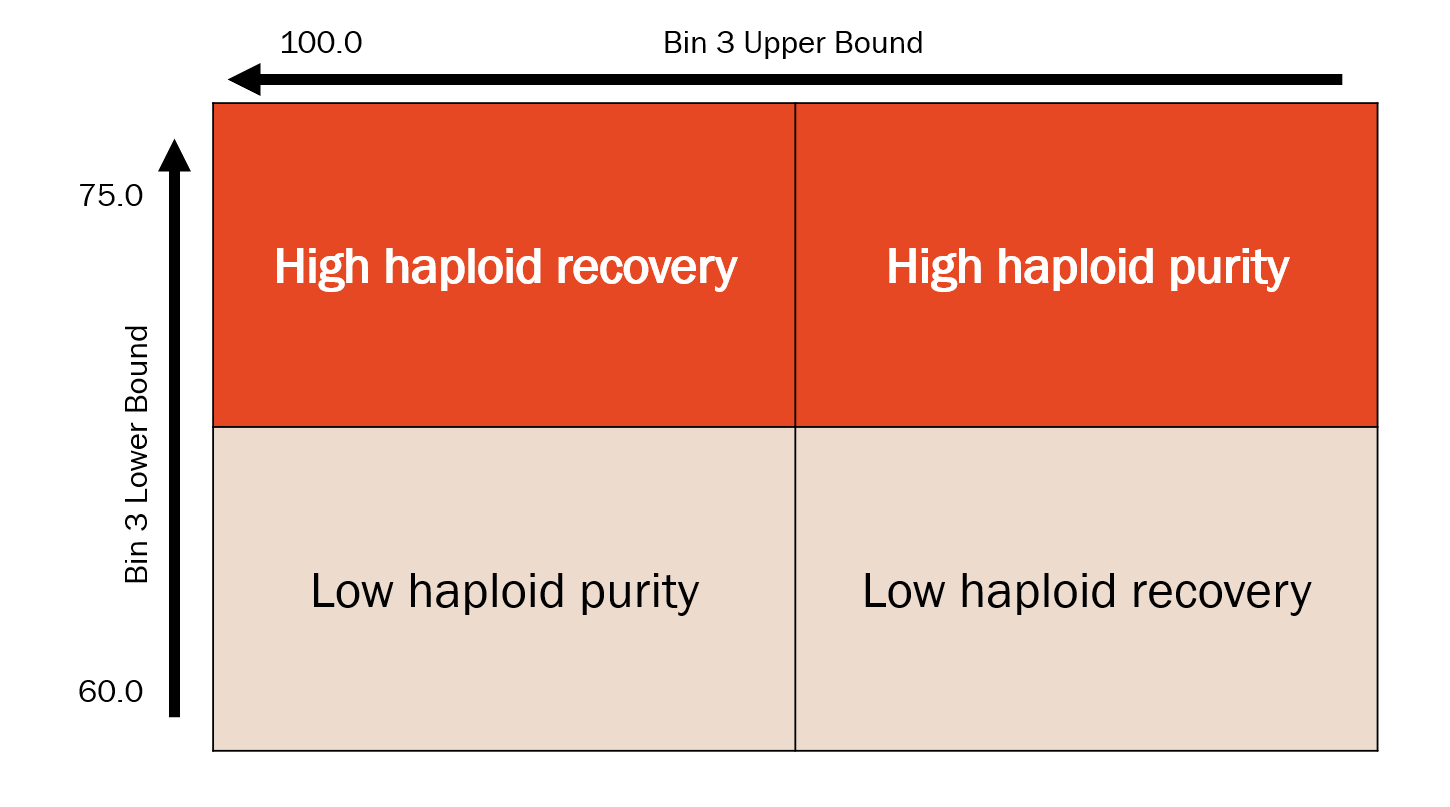 100.0
Bin 3 Upper Bound
75.0
High haploid recovery
High haploid purity
Bin 3 Lower Bound
Low haploid purity
Low haploid recovery
60.0